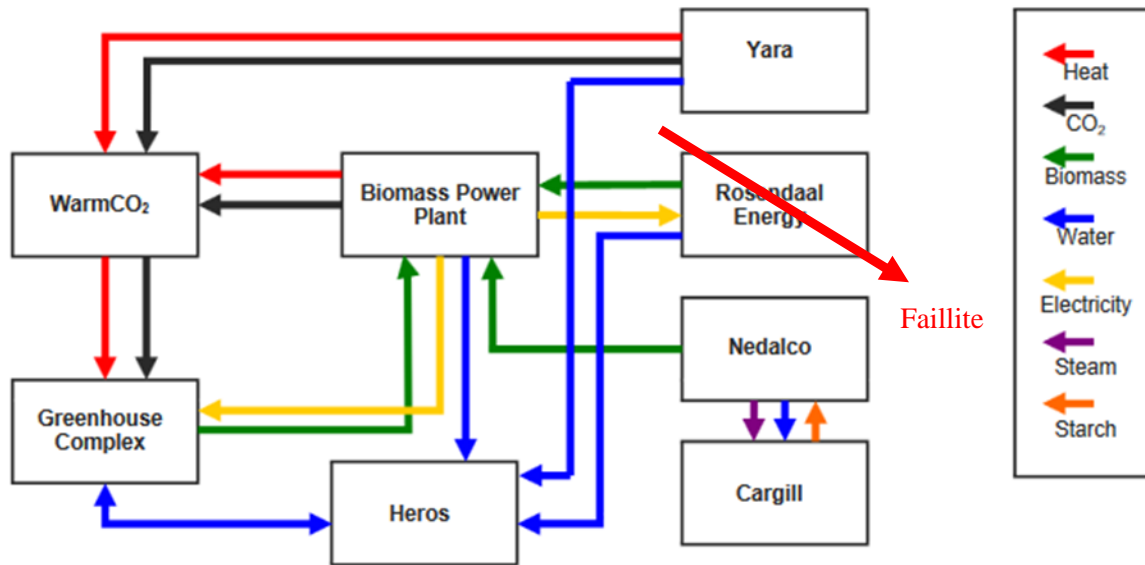 Yara
WarmCO₂
Biomass Power
Plant
Rosendaal
Energy
Faillite
Nedalco
Greenhouse
Complex
Heros
Cargill
Heat
CO₂
Biomass
Water
Electricity
Steam
Starch